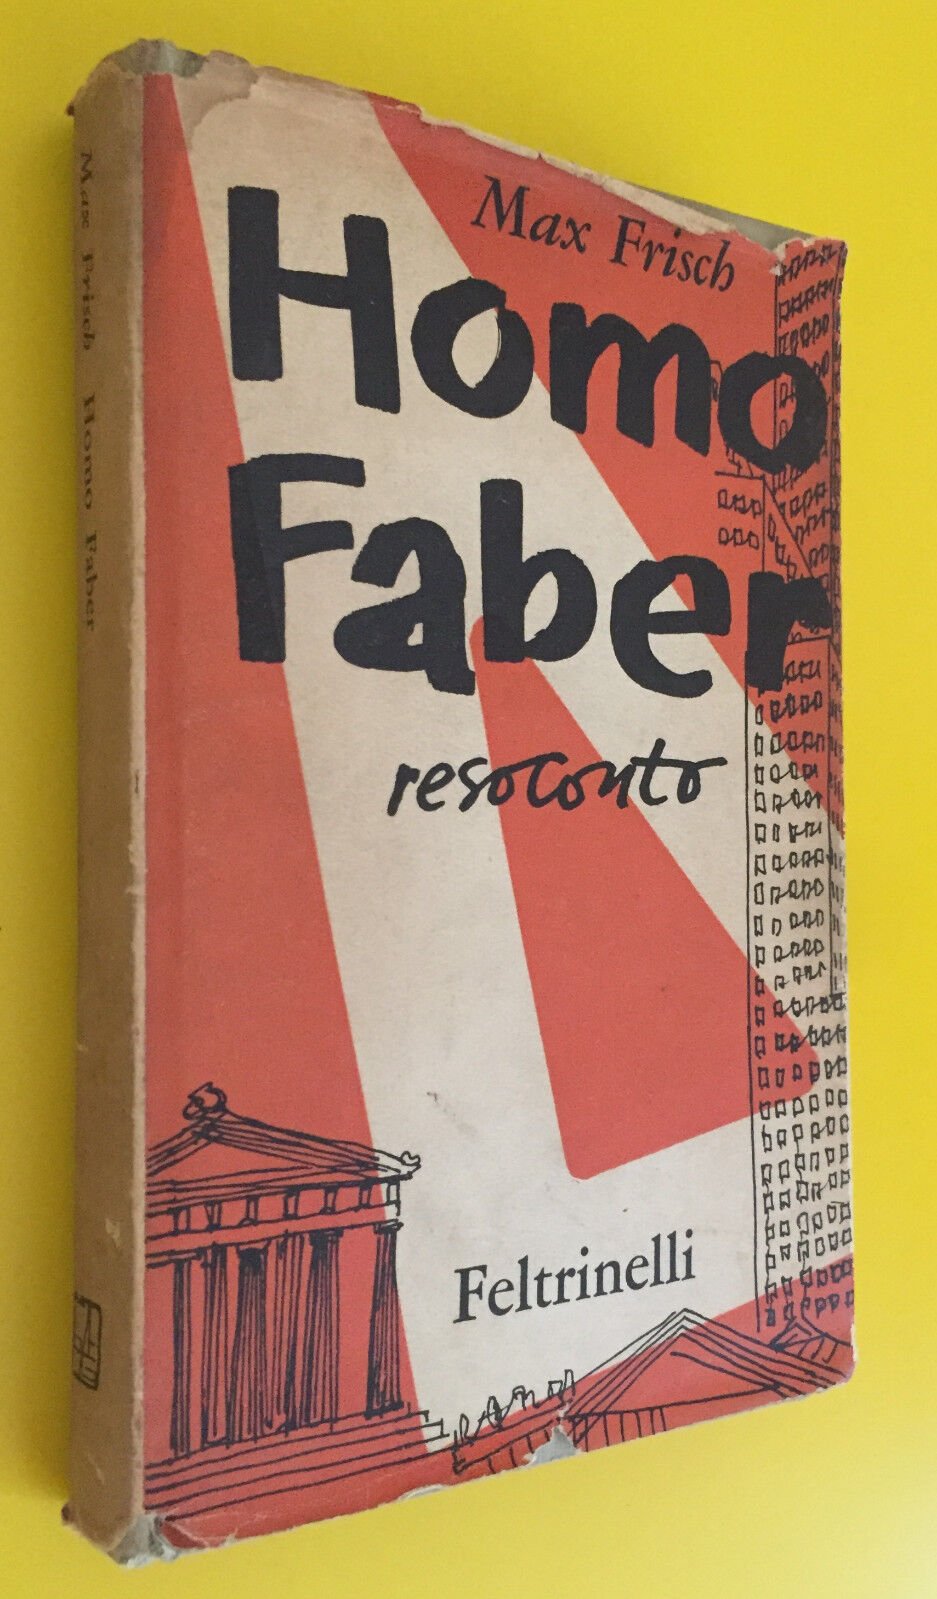 Max Frisch
Homo
Faber
resoconto
Feltrinelli
Max Frisch Homo Faber